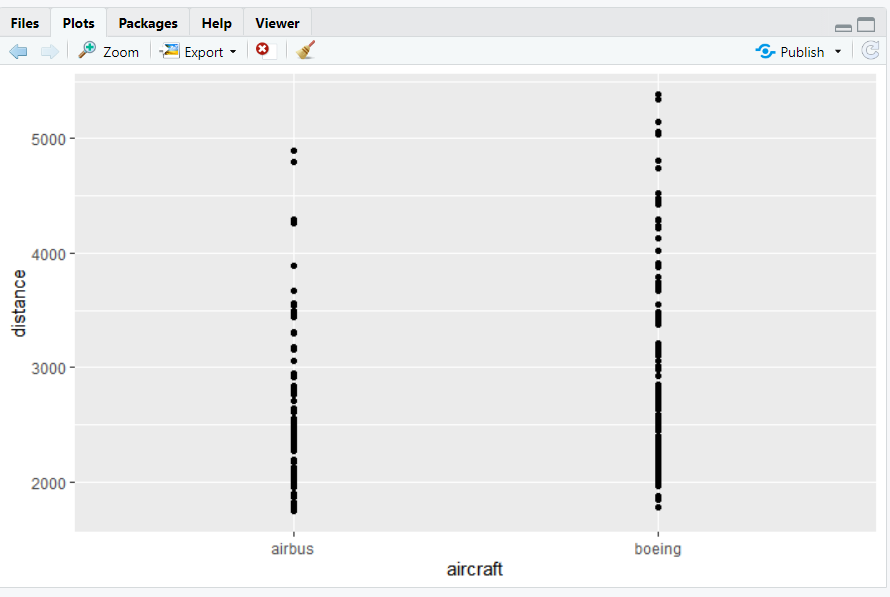 Files Plots Packages Help Viewer
Zoom Export Publish
5000
4000
3000
2000
distance
airbus boeing
aircraft